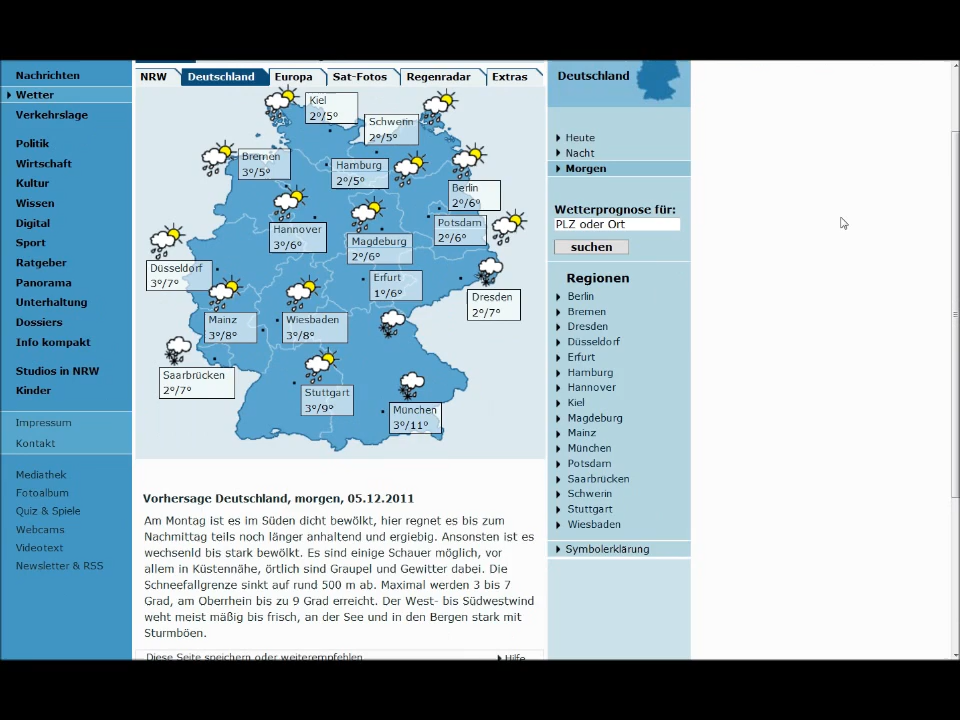 Nachrichten
Wetter
Verkehrslage
Politik
Wirtschaft
Kultur
Wissen
Digital
Sport
Ratgeber
Panorama
Unterhaltung
Dossiers
Info kompakt
Studios in NRW
Kinder
Impressum
Kontakt
Mediathek
Fotoalbum
Quiz & Spiele
Webcams
Videotext
Newsletter & RSS
NRW Deutschland Europa Sat-Fotos Regenradar Extras
Kiel
2°/5°
Schwerin
2°/5°
Bremen
3°/5°
Hamburg
2°/5°
Berlin
2°/6°
Hannover
3°/6°
Potsdam
2°/6°
Magdeburg
2°/6°
Düsseldorf
3°/7°
Erfurt
1°/6°
Dresden
2°/7°
Mainz
3°/8°
Wiesbaden
3°/8°
Saarbrücken
2°/7°
Stuttgart
3°/9°
München
3°/11°
Vorhersage Deutschland, morgen, 05.12.2011
Am Montag ist es im Süden dicht bewölkt, hier regnet es bis zum
Nachmittag teils noch länger anhaltend und ergiebig. Ansonsten ist es
wechsenld bis stark bewölkt. Es sind einige Schauer möglich, vor
allem in Küstennähe, örtlich sind Graupel und Gewitter dabei. Die
Schneefallgrenze sinkt auf rund 500 m ab. Maximal werden 3 bis 7
Grad, am Oberrhein bis zu 9 Grad erreicht. Der West- bis Südwestwind
weht meist mäßig bis frisch, an der See und in den Bergen stark mit
Sturmböen.
Diese Seite speichern oder weiterempfehlen
Hilfe
Deutschland
Heute
Nacht
Morgen
Wetterprognose für:
PLZ oder Ort
suchen
Regionen
Berlin
Bremen
Dresden
Düsseldorf
Erfurt
Hamburg
Hannover
Kiel
Magdeburg
Mainz
München
Potsdam
Saarbrücken
Schwerin
Stuttgart
Wiesbaden
Symbolerklärung